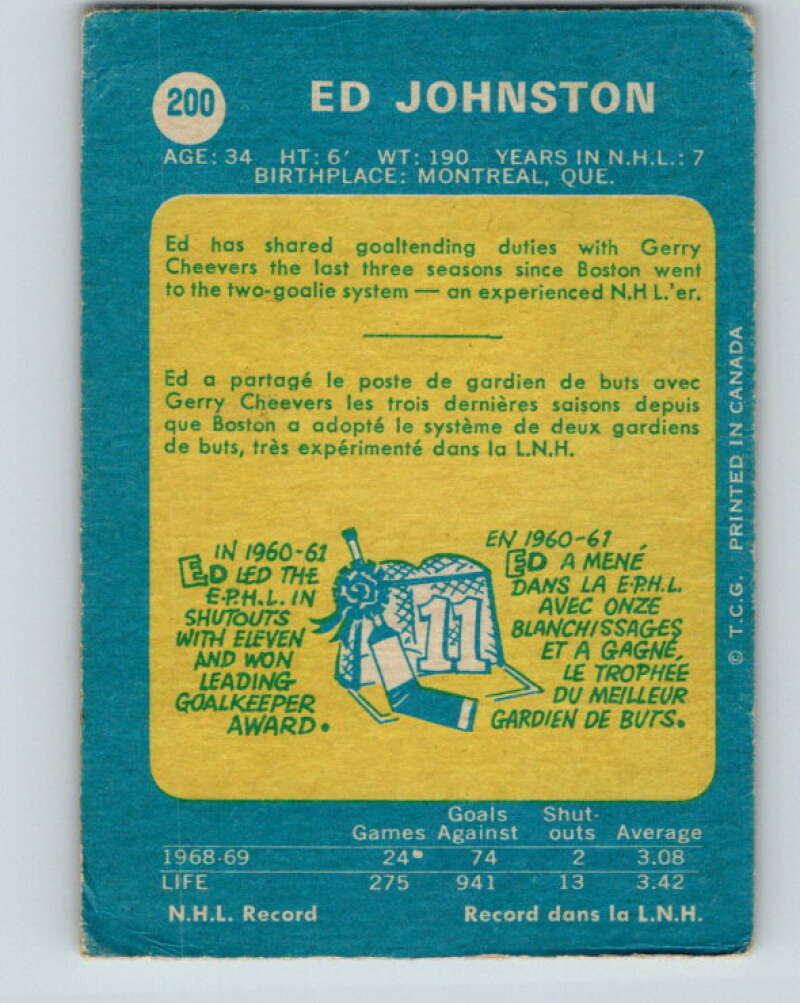 200
ED JOHNSTON
AGE: 34 HT: 6′ WT: 190 YEARS IN N.H.L.: 7
BIRTHPLACE: MONTREAL, QUE.
Ed has shared goaltending duties with Gerry
Cheevers the last three seasons since Boston went
to the two-goalie system — an experienced N.H L.'er.
Ed a partagé le poste de gardien de buts avec
Gerry Cheevers les trois dernières saisons depuis
que Boston a adopté le système de deux gardiens
de buts, très expérimenté dans la L.N.H.
IN 1960-61
ED LED THE
E.P.H.L. IN
SHUTOUTS
WITH ELEVEN
AND WON
LEADING
GOALKEEPER
AWARD.
11
EN 1960-61
ED A MENÉ
DANS LA E.P.H.L.
AVEC ONZE
BLANCHISSAGES
ET A GAGNÉ,
LE TROPHÉE
DU MEILLEUR
GARDIEN DE BUTS.
© T.C.G. PRINTED IN CANADA
Goals Shut-
Games Against outs Average
1968-69 24 74 2 3.08
LIFE 275 941 13 3.42
N.H.L. Record Record dans la L.N.H.